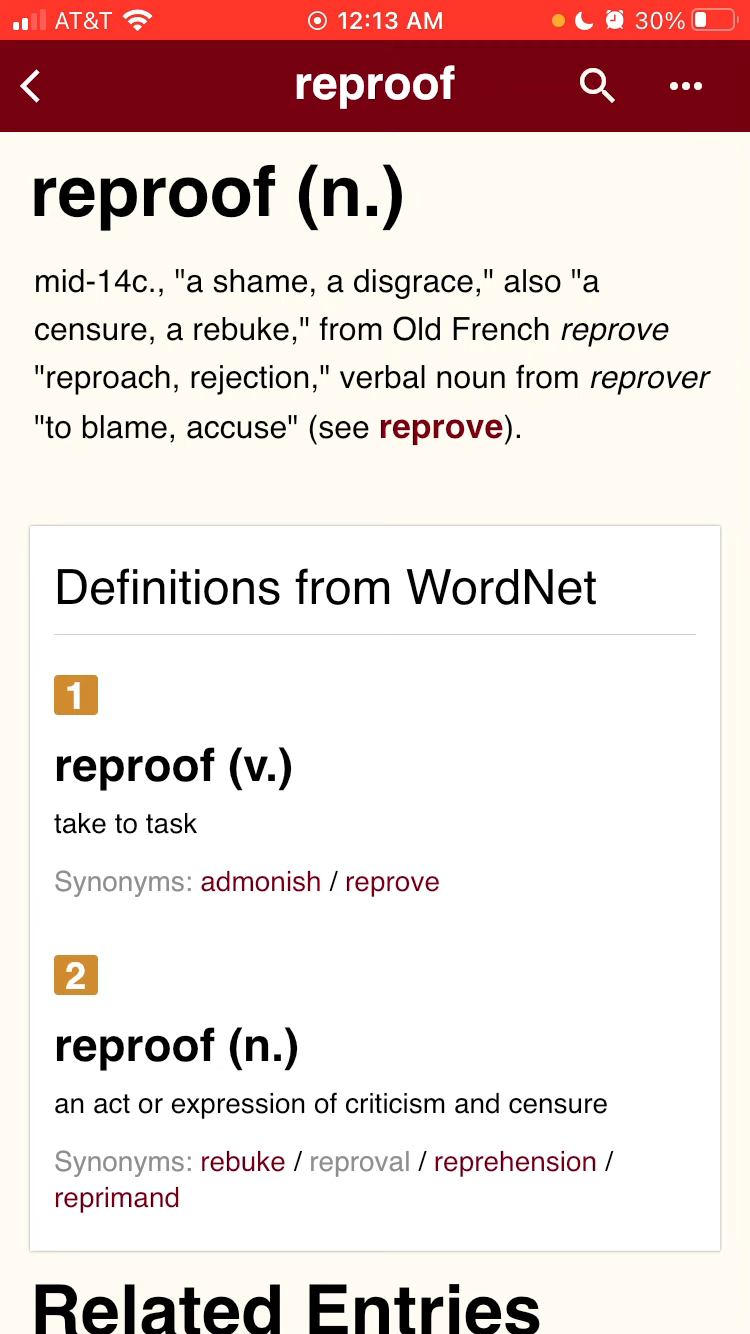 AT&T 12:13 AM 30%
reproof
reproof (n.)
mid-14c., "a shame, a disgrace," also "a
censure, a rebuke," from Old French reprove
"reproach, rejection," verbal noun from reprover
"to blame, accuse" (see reprove).
Definitions from WordNet
1
reproof (v.)
take to task
Synonyms: admonish / reprove
2
reproof (n.)
an act or expression of criticism and censure
Synonyms: rebuke / reproval / reprehension /
reprimand
Related Entries